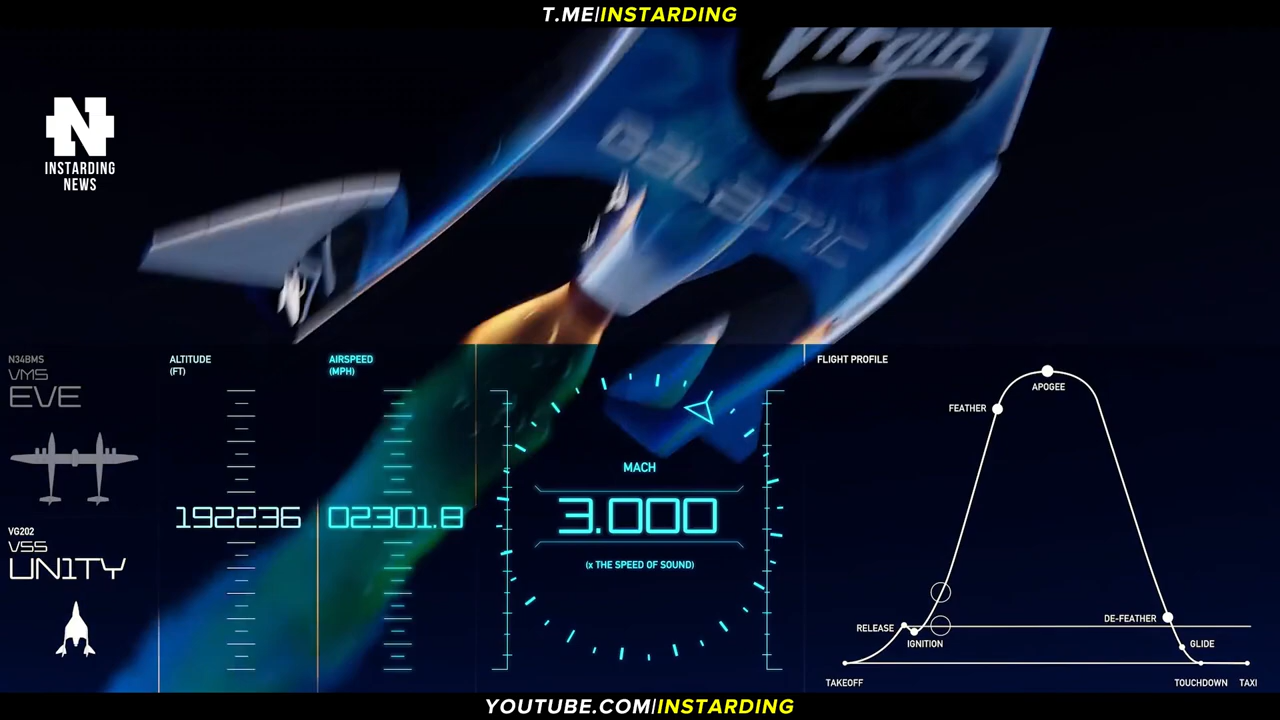 T.ME|INSTARDING
Virgin
GALACTIC
N
INSTARDING
NEWS
N34BMS
VMS
EVE
VG202
VSS
UN1TY
ALTITUDE
(FT)
192236
AIRSPEED
(MPH)
02301.8
MACH
3.000
(x THE SPEED OF SOUND)
FLIGHT PROFILE
APOGEE
FEATHER
RELEASE
IGNITION
DE-FEATHER
GLIDE
TAKEOFF
TOUCHDOWN
TAXI
YOUTUBE.COM|INSTARDING